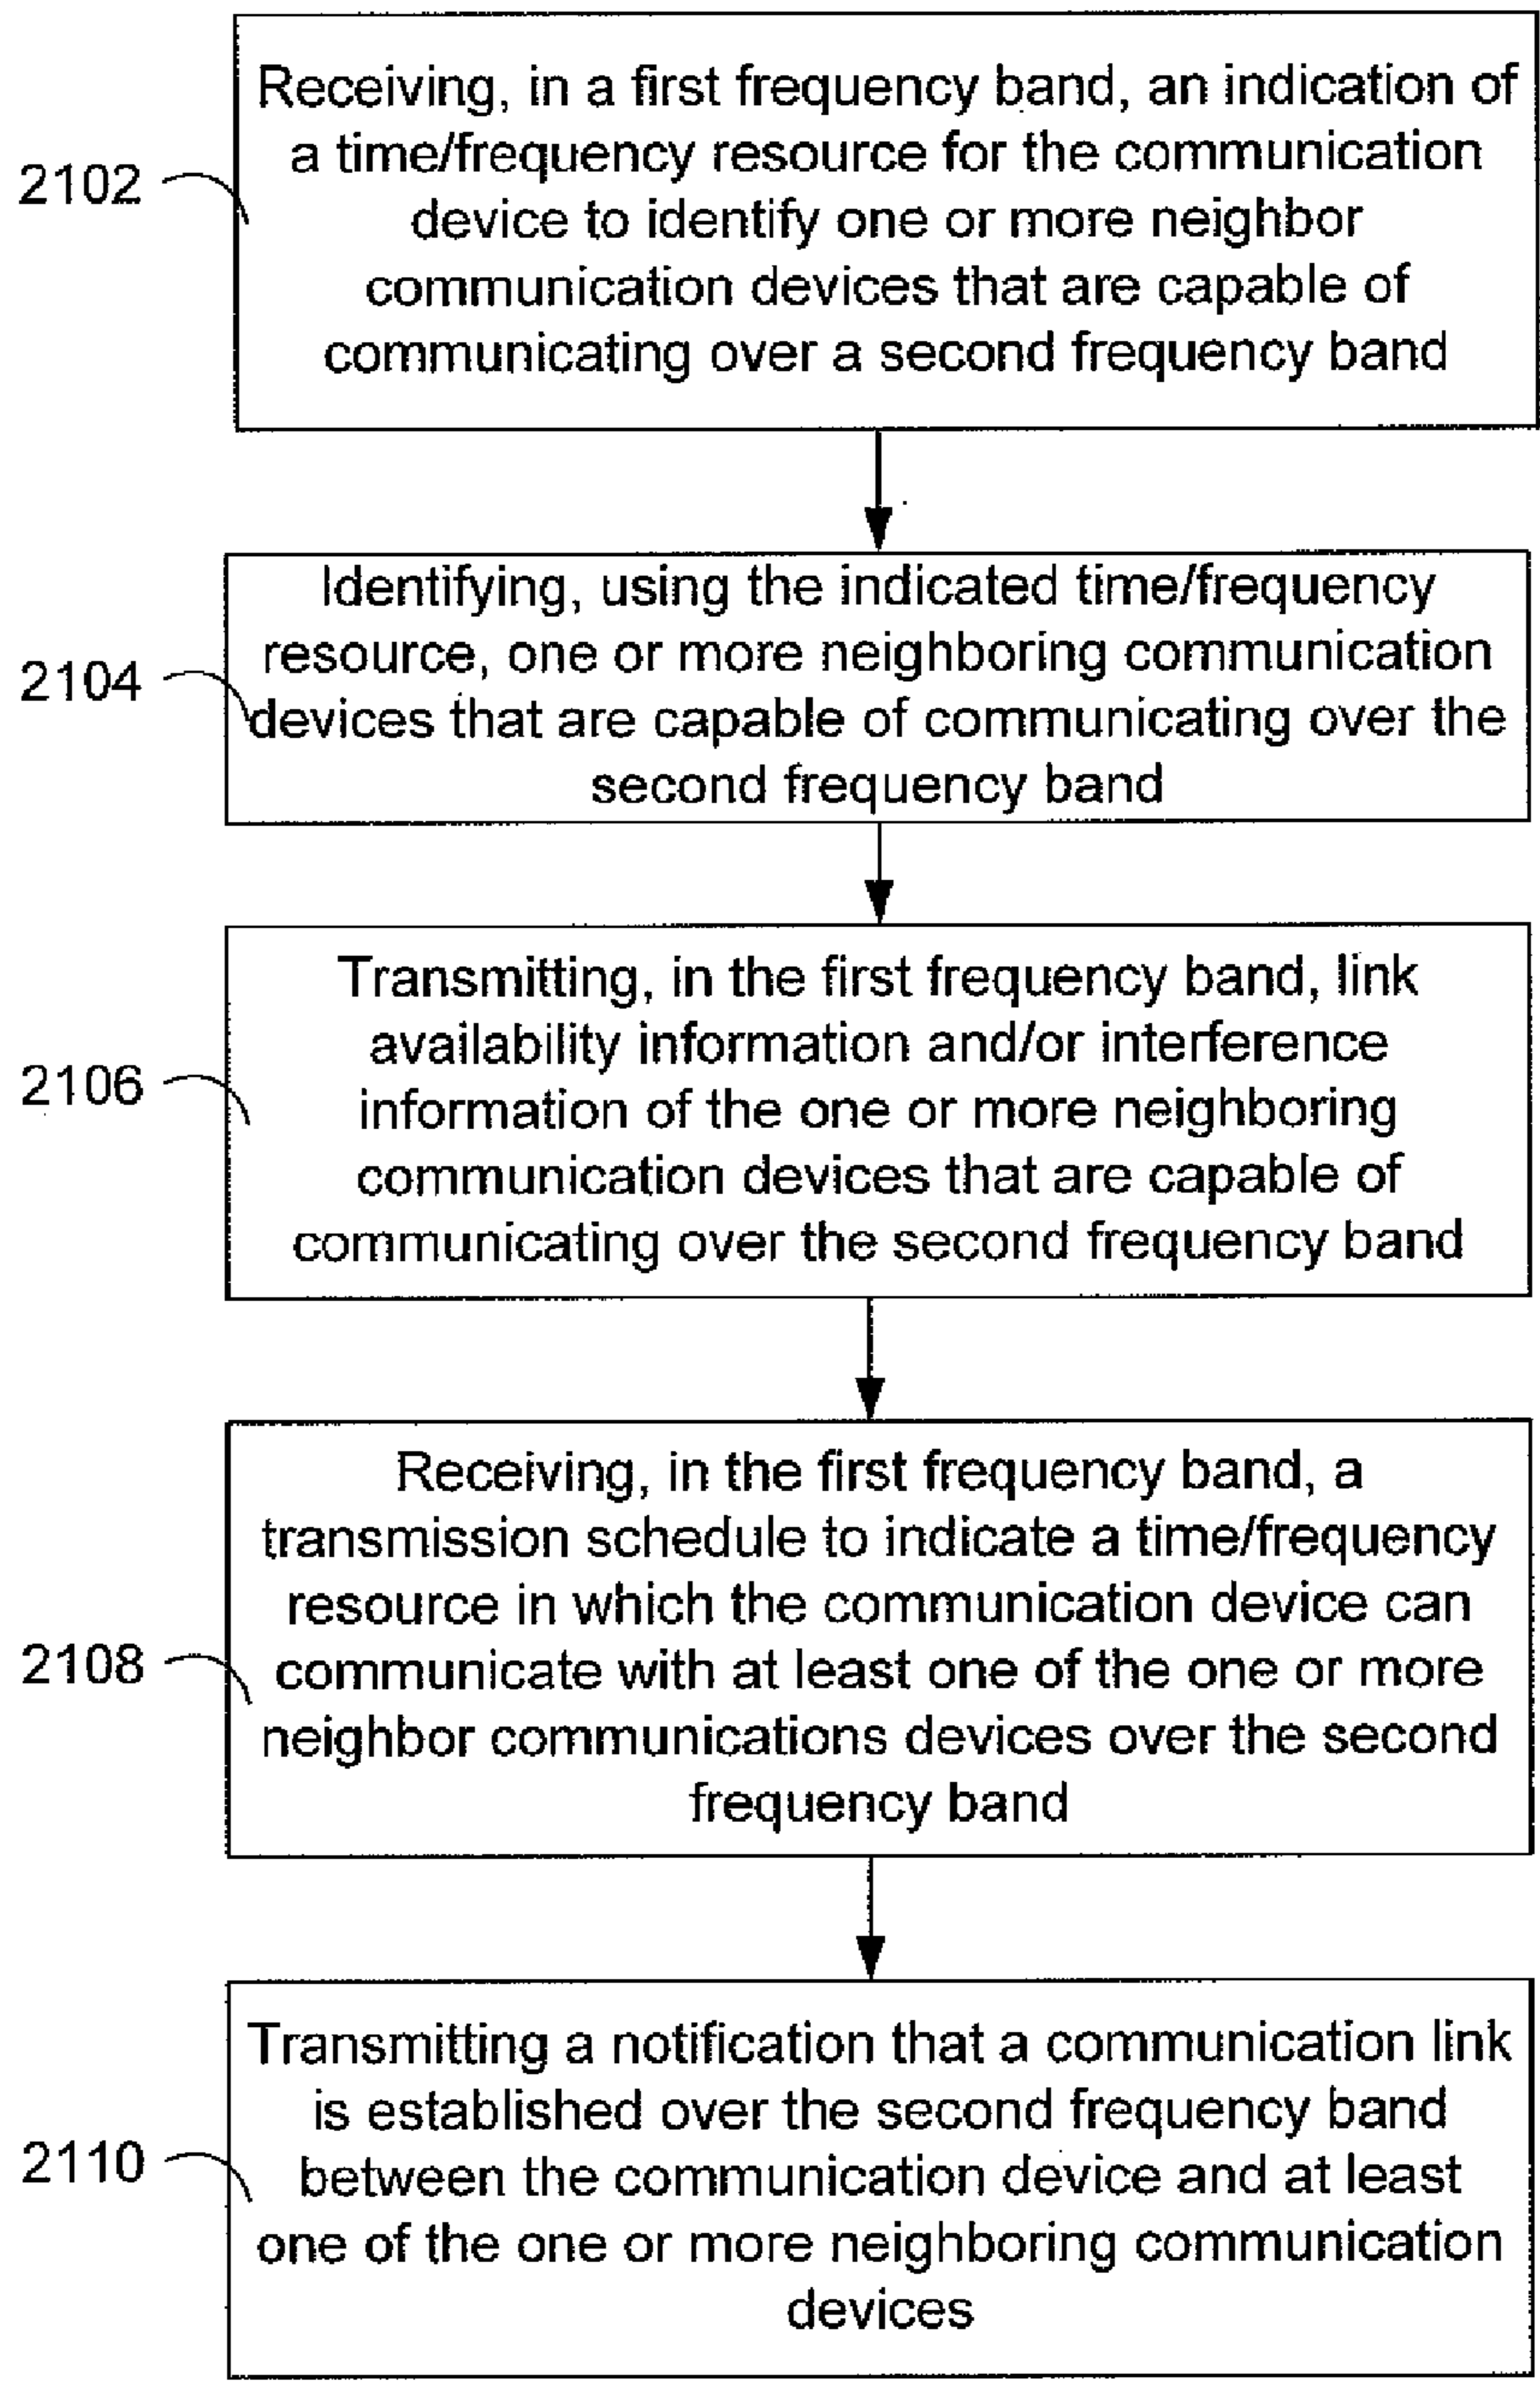 Receiving, in a first frequency band, an indication of
a time/frequency resource for the communication
2102
device to identify one or more neighbor
communication devices that are capable of
communicating over a second frequency band
Identifying, using the indicated time/frequency
resource, one or more neighboring communication
2104
devices that are capable of communicating over the
second frequency band
Transmitting, in the first frequency band, link
availability information and/or interference
2106
information of the one or more neighboring
communication devices that are capable of
communicating over the second frequency band
Receiving, in the first frequency band, a
transmission schedule to indicate a time/frequency
resource in which the communication device can
2108
communicate with at least one of the one or more
neighbor communications devices over the second
frequency band
Transmitting a notification that a communication link
is established over the second frequency band
2110
between the communication device and at least
one of the one or more neighboring communication
devices